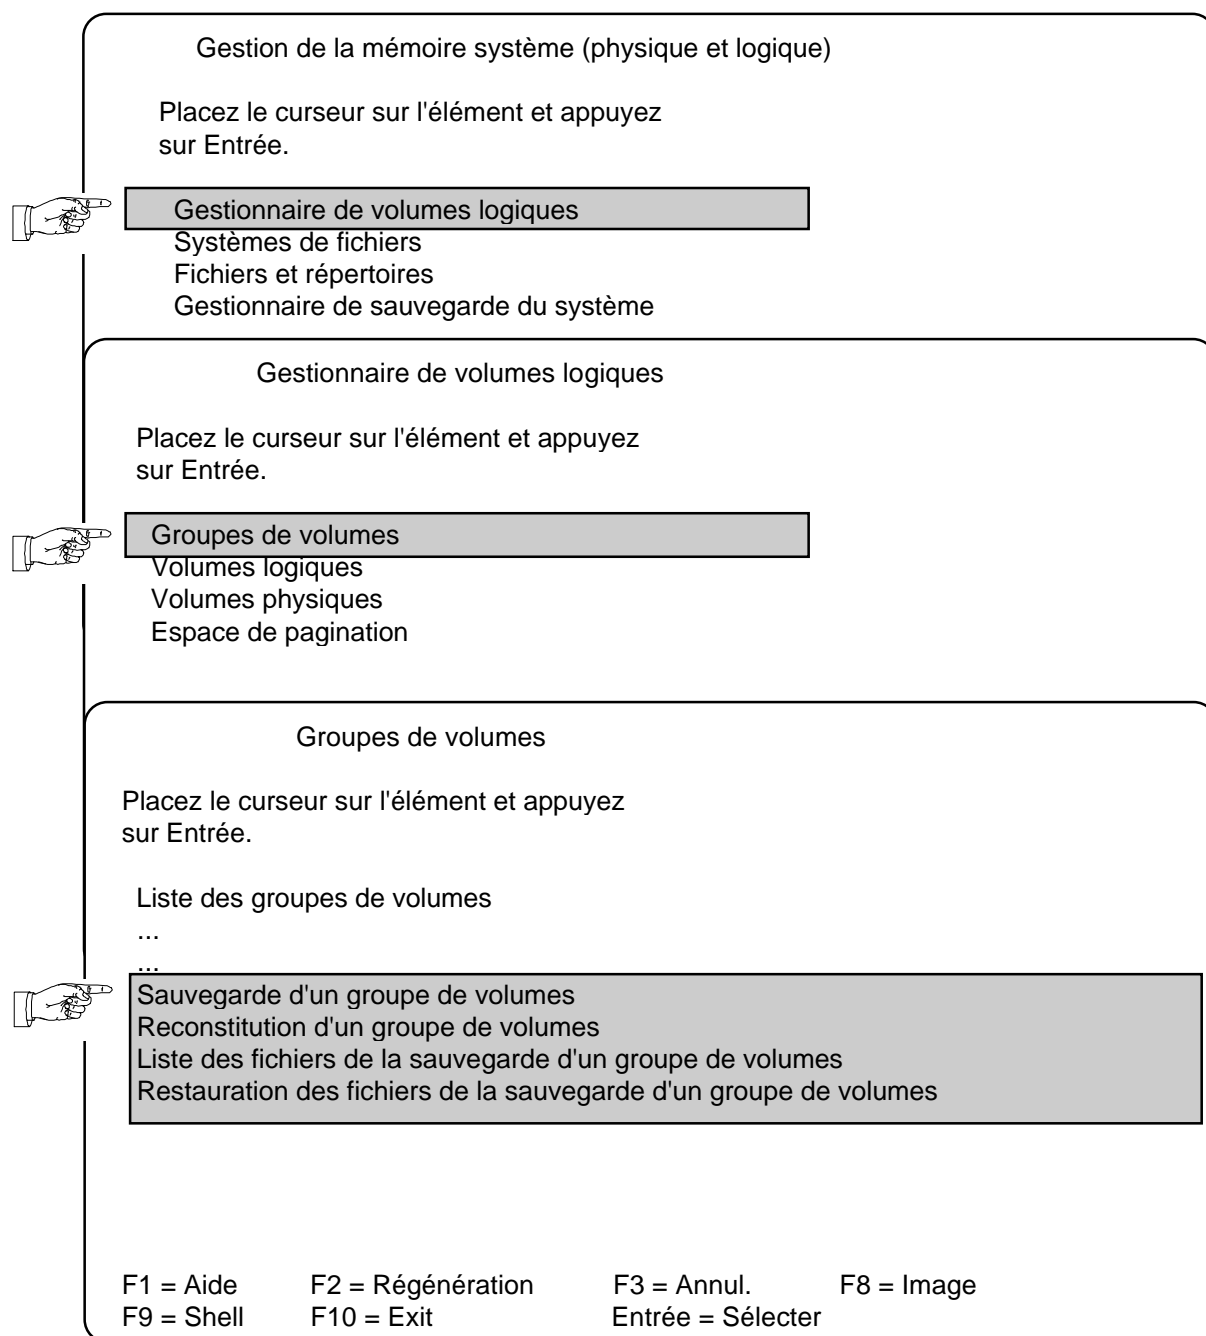 Gestion de la mémoire système (physique et logique)
Placez le curseur sur l'élément et appuyez
sur Entrée.
Gestionnaire de volumes logiques
Systèmes de fichiers
Fichiers et répertoires
Gestionnaire de sauvegarde du système
Gestionnaire de volumes logiques
Placez le curseur sur l'élément et appuyez
sur Entrée.
Groupes de volumes
Volumes logiques
Volumes physiques
Espace de pagination
Groupes de volumes
Placez le curseur sur l'élément et appuyez
sur Entrée.
Liste des groupes de volumes
...
...
Sauvegarde d'un groupe de volumes
Reconstitution d'un groupe de volumes
Liste des fichiers de la sauvegarde d'un groupe de volumes
Restauration des fichiers de la sauvegarde d'un groupe de volumes
F1 = Aide F2 = Régénération F3 = Annul. F8 = Image
F9 = Shell F10 = Exit Entrée = Sélecter